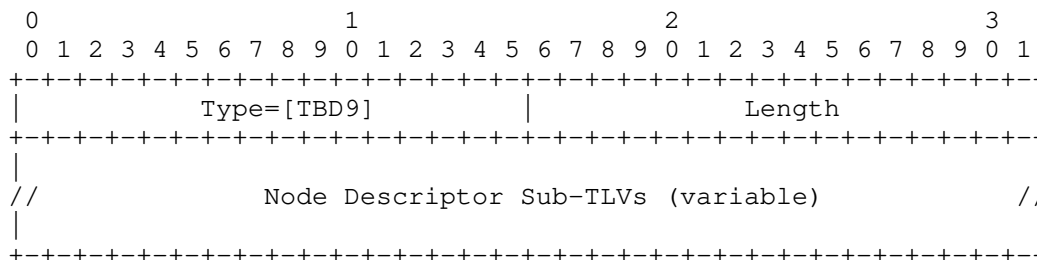 0                   1                   2                   3
 0 1 2 3 4 5 6 7 8 9 0 1 2 3 4 5 6 7 8 9 0 1 2 3 4 5 6 7 8 9 0 1
+-+-+-+-+-+-+-+-+-+-+-+-+-+-+-+-+-+-+-+-+-+-+-+-+-+-+-+-+-+-+-+-
|           Type=[TBD9]         |             Length
+-+-+-+-+-+-+-+-+-+-+-+-+-+-+-+-+-+-+-+-+-+-+-+-+-+-+-+-+-+-+-+-
|
//              Node Descriptor Sub-TLVs (variable)            //
|
+-+-+-+-+-+-+-+-+-+-+-+-+-+-+-+-+-+-+-+-+-+-+-+-+-+-+-+-+-+-+-+-